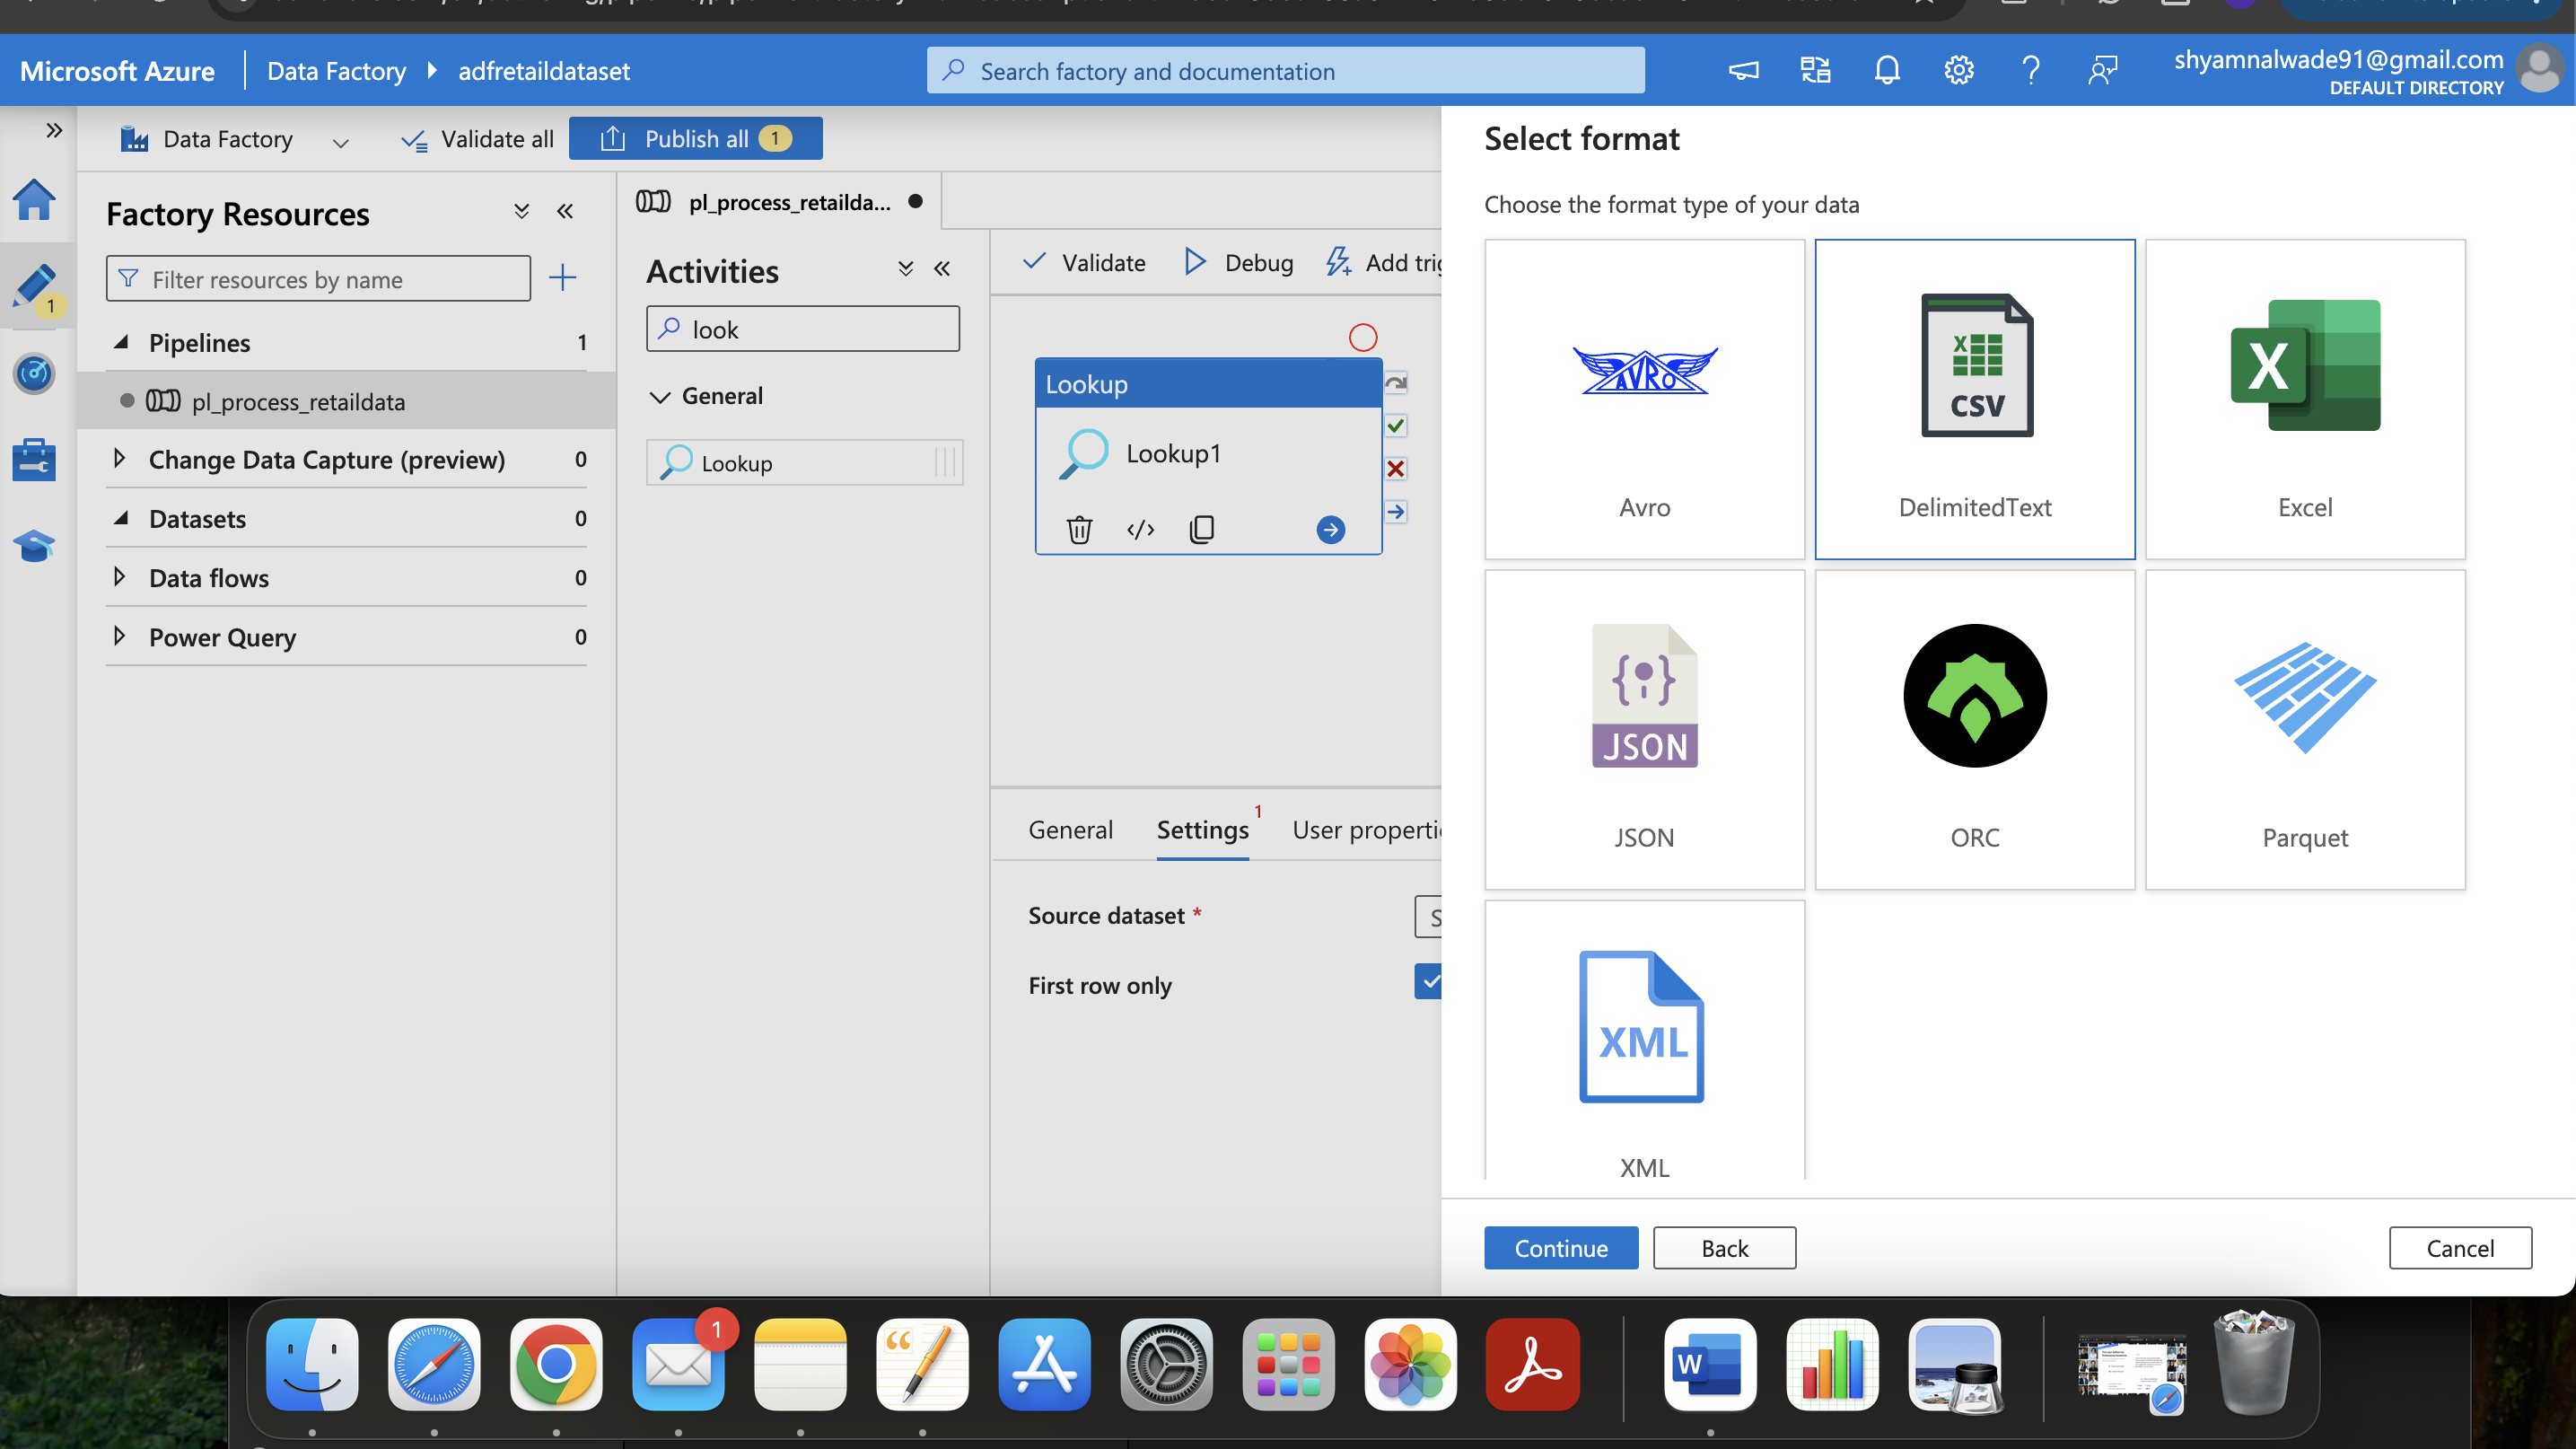 Microsoft Azure
Data Factory
adfretaildataset
Search factory and documentation
shyamnalwade91@gmail.com
DEFAULT DIRECTORY
Data Factory
Validate all
Publish all
1
Factory Resources
Filter resources by name
1
Pipelines
1
pl_process_retaildata
Change Data Capture (preview)
0
Datasets
0
Data flows
0
Power Query
0
pl_process_retailda...
Activities
look
General
Lookup
Validate
Debug
Add trig
Lookup
Lookup1
General
Settings
1
User properti
Source dataset *
S
First row only
Select format
Choose the format type of your data
AVRO
Avro
X
CSV
DelimitedText
X
Excel
JSON
JSON
ORC
Parquet
XML
XML
Continue
Back
Cancel
1
W